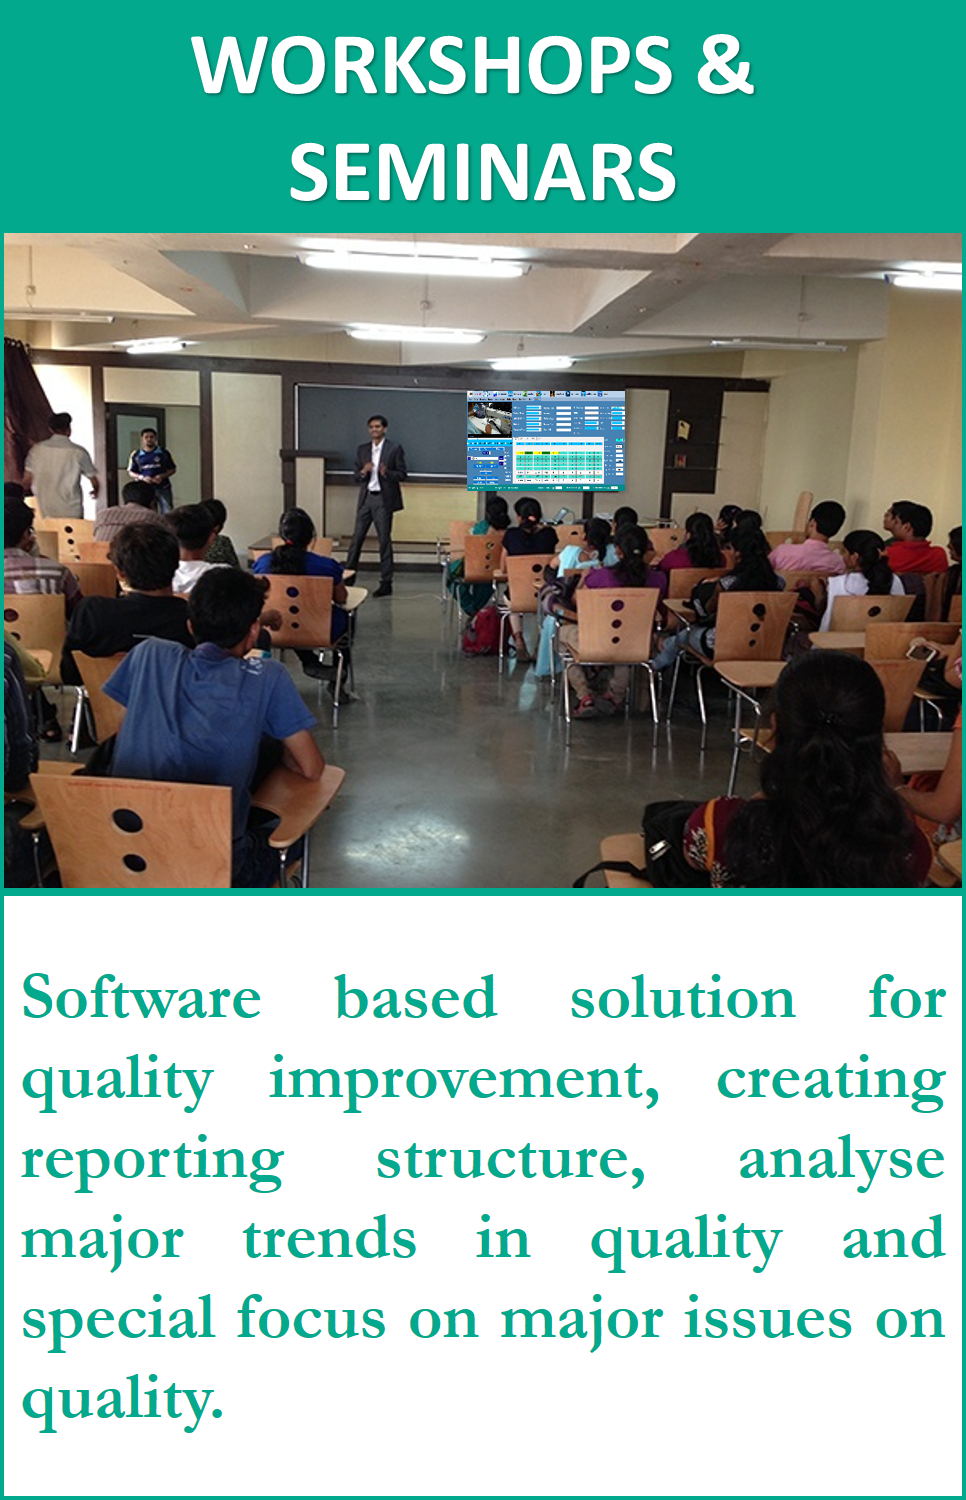 WORKSHOPS &
SEMINARS
Software based solution for
quality improvement, creating
reporting structure, analyse
major trends in quality and
special focus on major issues on
quality.